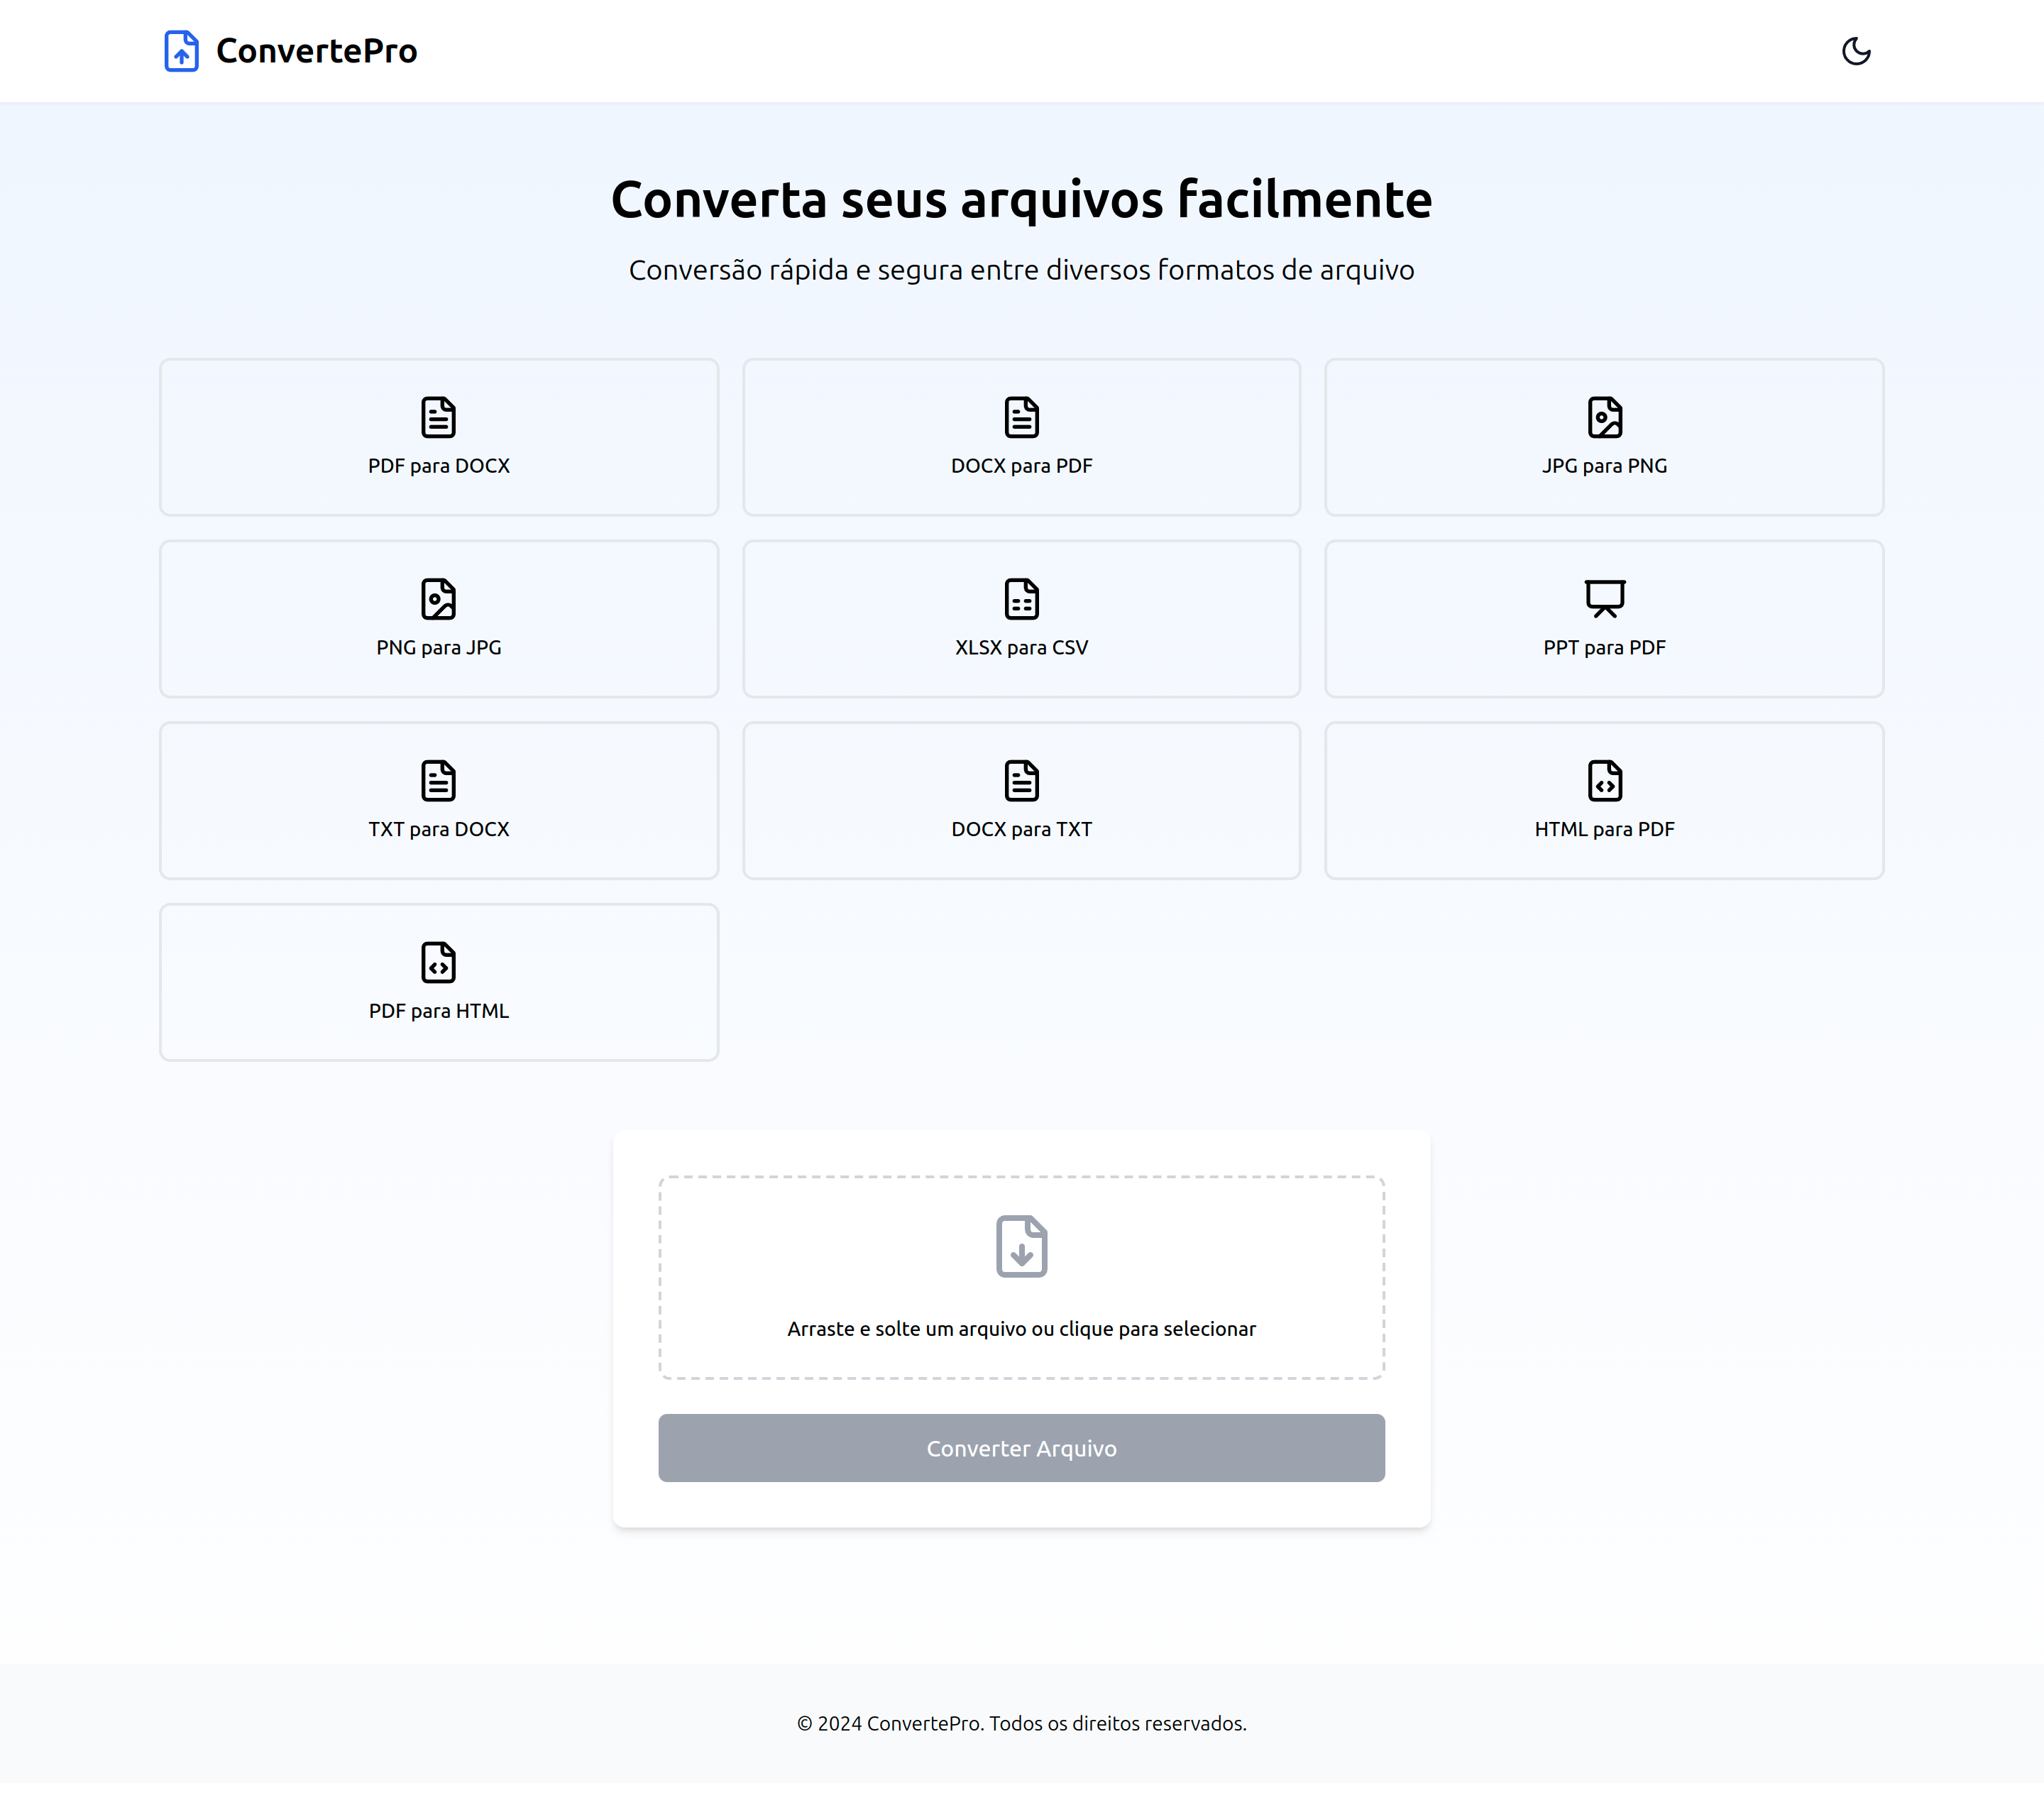 ConvertePro
Converta seus arquivos facilmente
Conversão rápida e segura entre diversos formatos de arquivo
PDF para DOCX
DOCX para PDF
JPG para PNG
PNG para JPG
XLSX para CSV
PPT para PDF
TXT para DOCX
DOCX para TXT
HTML para PDF
PDF para HTML
Arraste e solte um arquivo ou clique para selecionar
Converter Arquivo
© 2024 ConvertePro. Todos os direitos reservados.